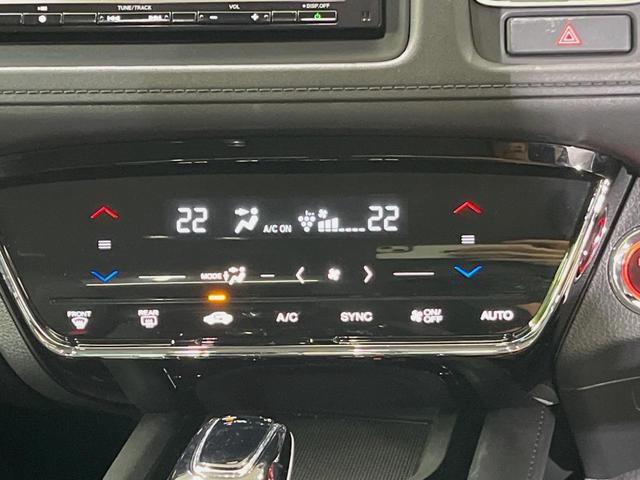 TUNE/TRACK VOL DISP.OFF
22 A/C ON 22
MODE
FRONT REAR A/C SYNC ON/OFF AUTO